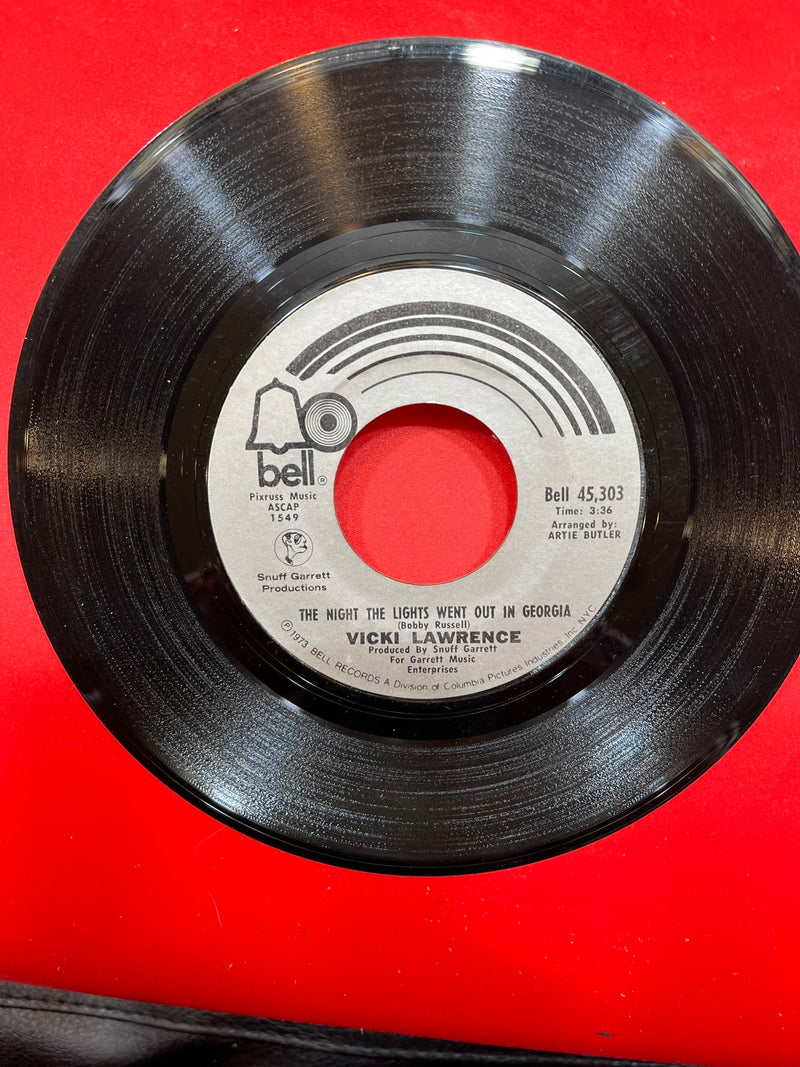 bell®
Pixruss Music
ASCAP
1549
Snuff Garrett
Productions
Bell 45,303
Time: 3:36
Arranged by:
ARTIE BUTLER
THE NIGHT THE LIGHTS WENT OUT IN GEORGIA
(Bobby Russell)
VICKI LAWRENCE
Produced By Snuff Garrett
For Garrett Music
Enterprises
℗1973 BELL RECORDS A Division of Columbia Pictures Industries, Inc. NYC.